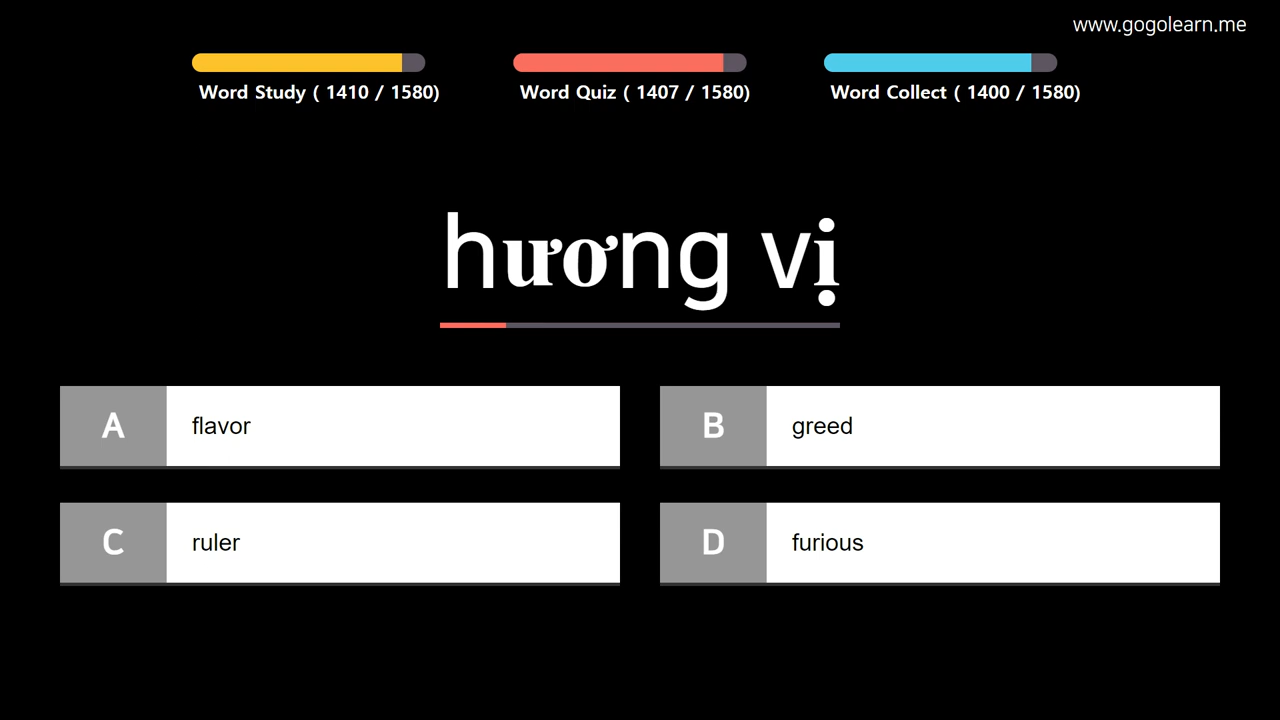 www.gogolearn.me
Word Study ( 1410 / 1580)
Word Quiz ( 1407 / 1580)
Word Collect ( 1400 / 1580)
hương vị
A flavor
B greed
C ruler
D furious